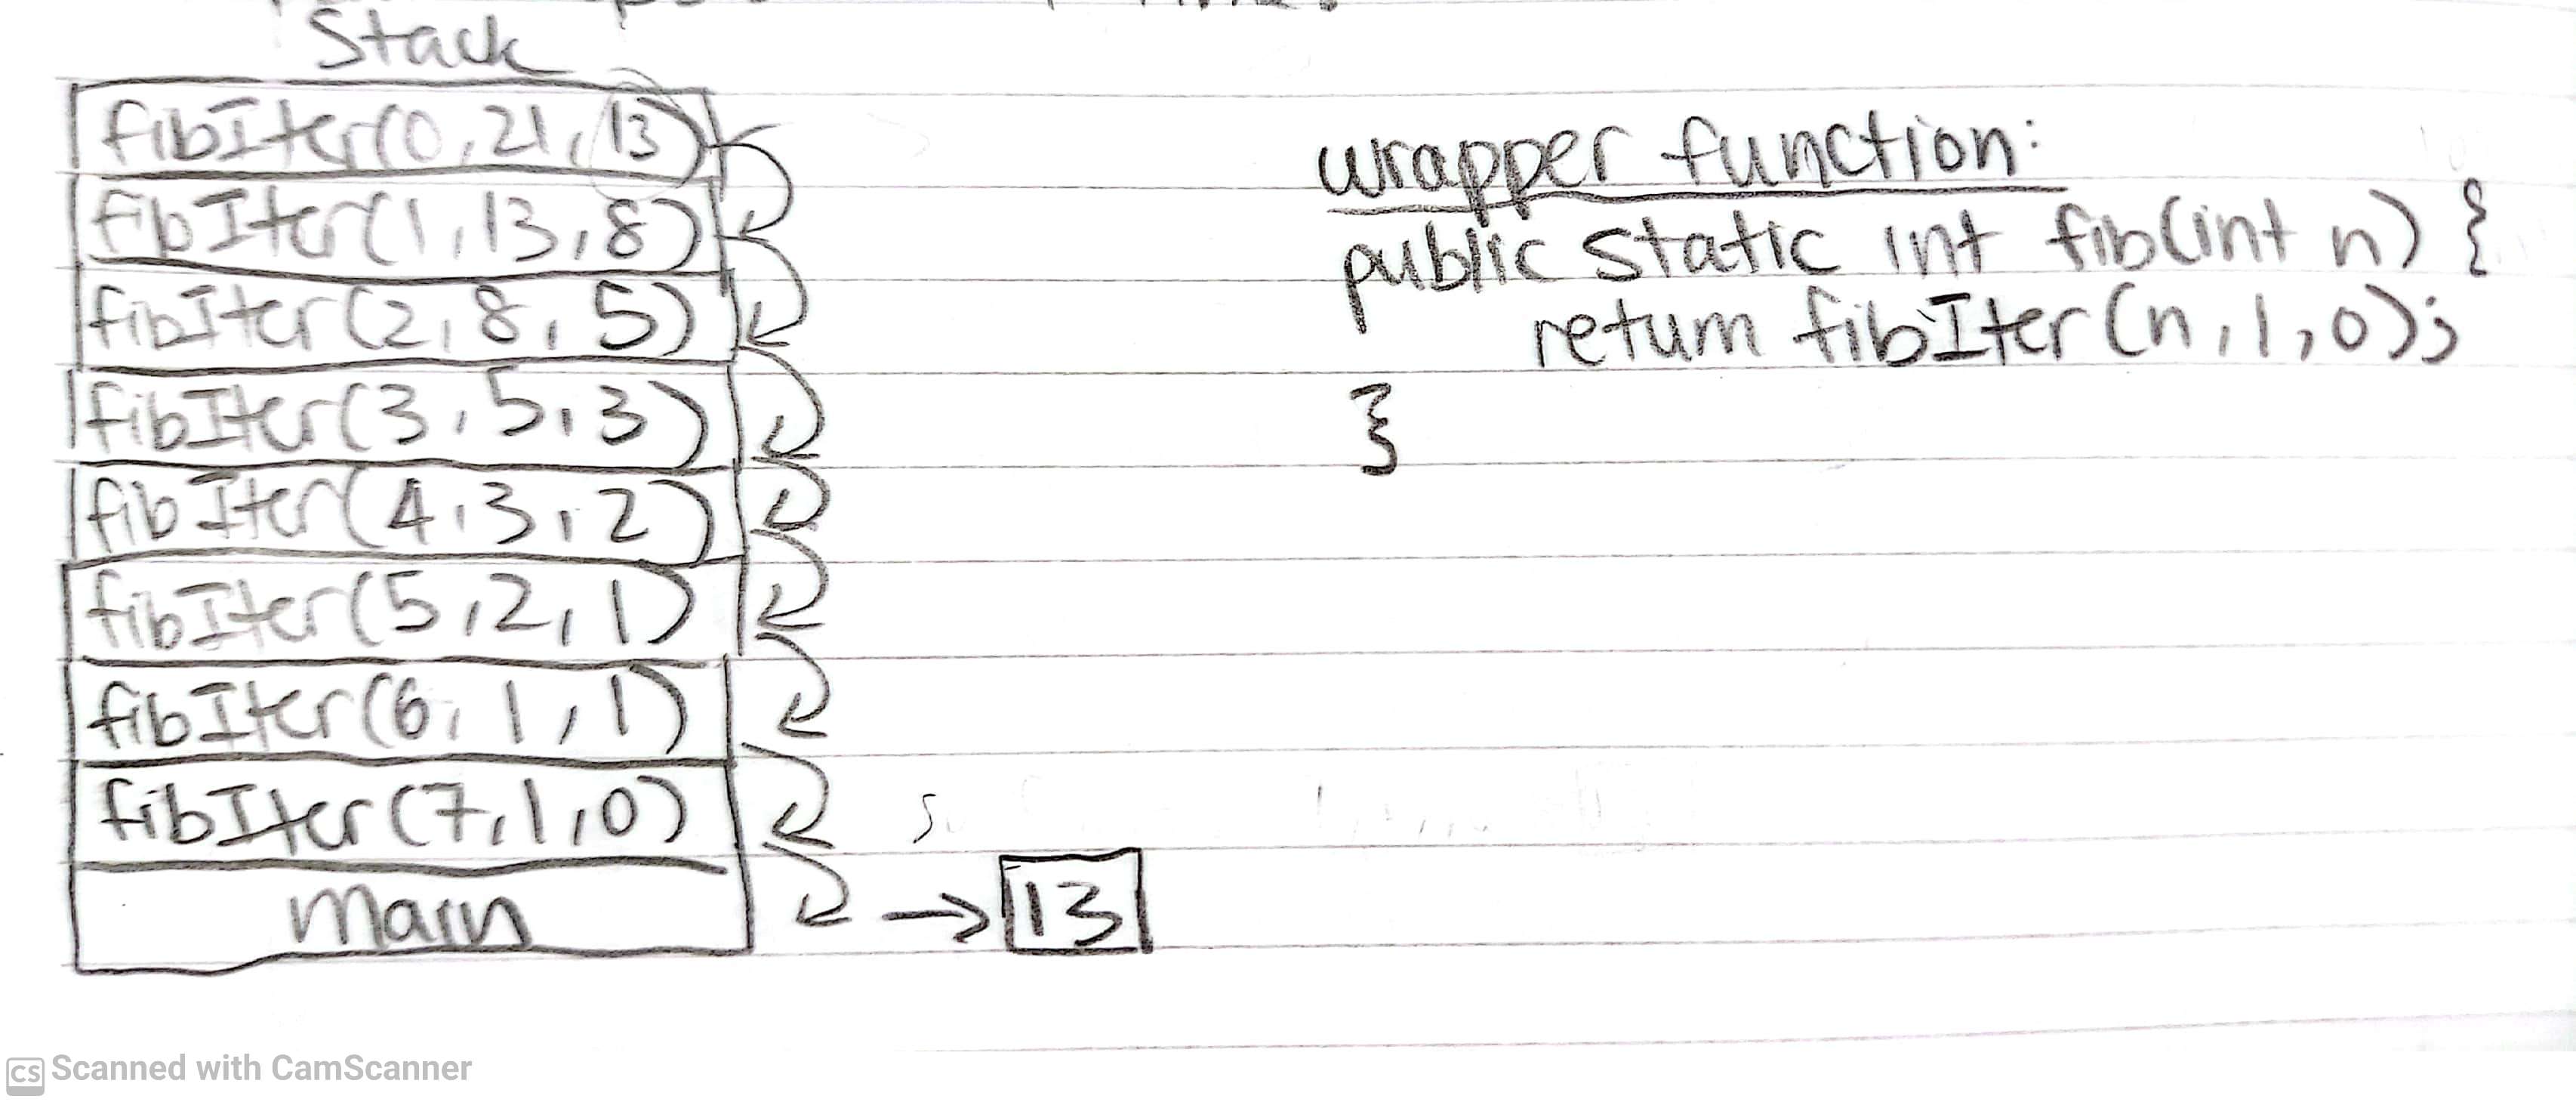 Stack
fibIter(0,21,13)
fibIter(1,13,8)
fibIter(2,8,5)
fibIter(3,5,3)
fibIter(4,3,2)
fibIter(5,2,1)
fibIter(6,1,1)
fibIter(7,1,0)
main
→ 13
wrapper function:
public static int fib(int n) {
return fibIter(n,1,0);
}
CS Scanned with CamScanner